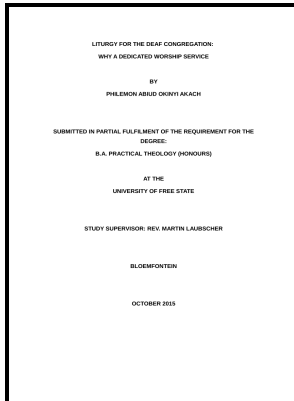 LITURGY FOR THE DEAF CONGREGATION:
WHY A DEDICATED WORSHIP SERVICE
BY
PHILEMON ABIUD OKINYI AKACH
SUBMITTED IN PARTIAL FULFILMENT OF THE REQUIREMENT FOR THE
DEGREE:
B.A. PRACTICAL THEOLOGY (HONOURS)
AT THE
UNIVERSITY OF FREE STATE
STUDY SUPERVISOR: REV. MARTIN LAUBSCHER
BLOEMFONTEIN
OCTOBER 2015